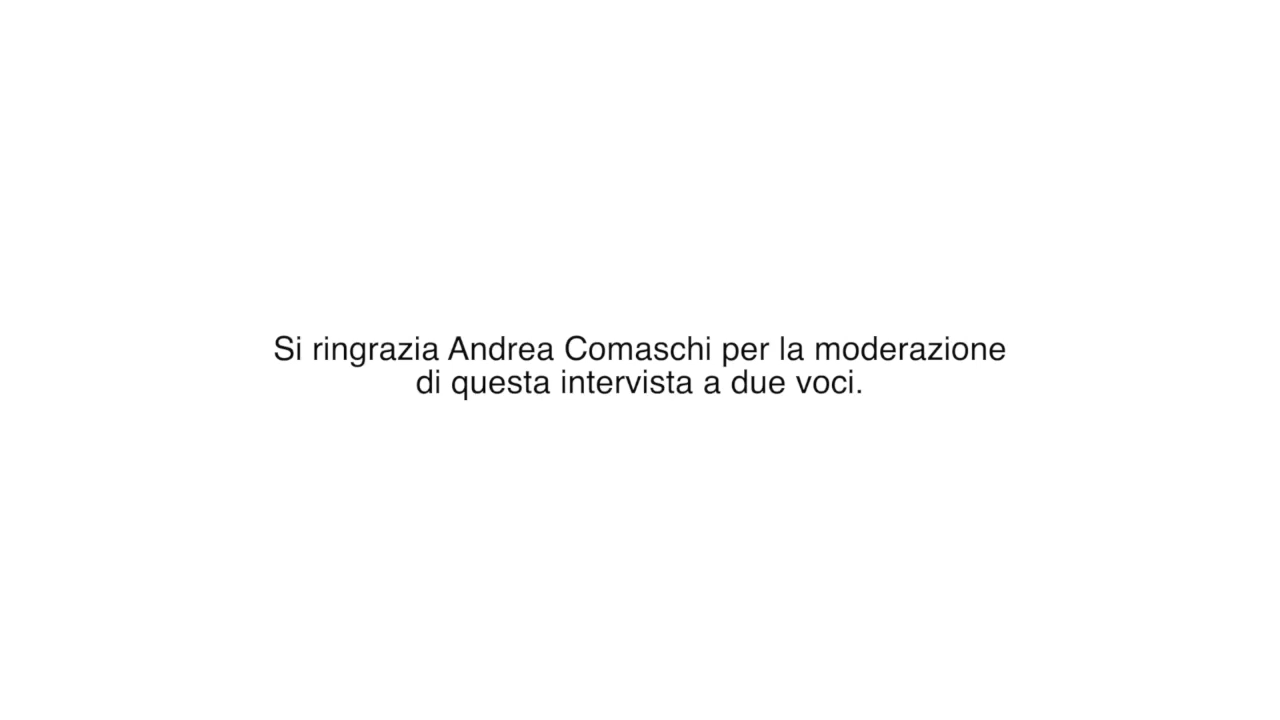 Si ringrazia Andrea Comaschi per la moderazione
di questa intervista a due voci.